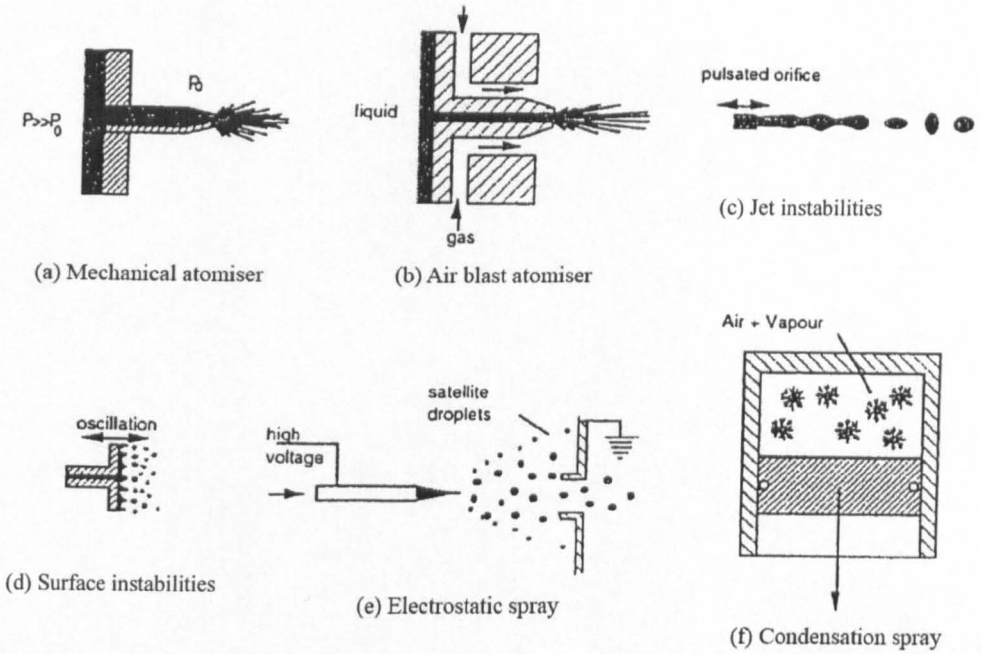 P>>P₀
P₀
(a) Mechanical atomiser
liquid
gas
(b) Air blast atomiser
pulsated orifice
(c) Jet instabilities
oscillation
(d) Surface instabilities
high
voltage
satellite
droplets
(e) Electrostatic spray
Air + Vapour
(f) Condensation spray